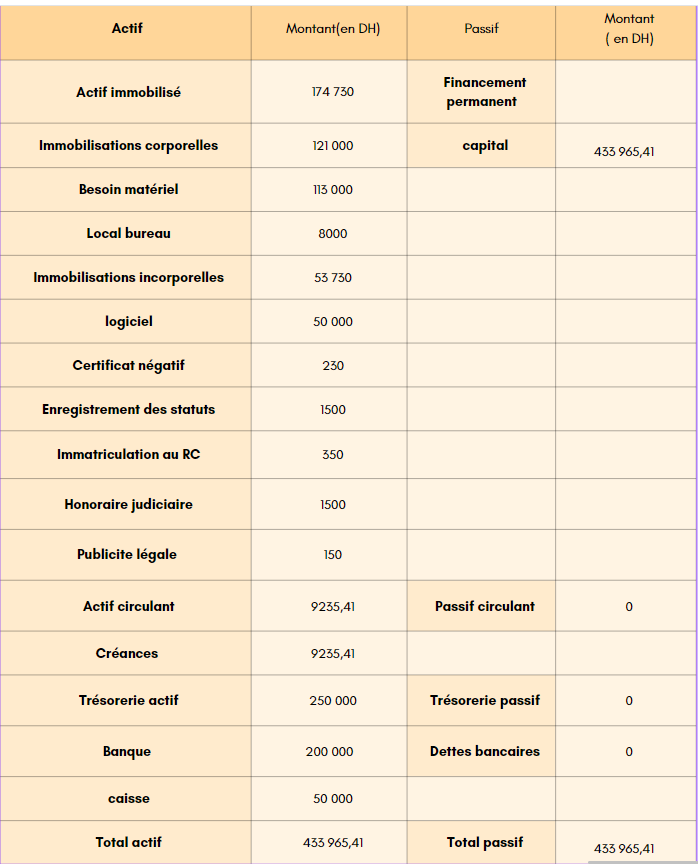 Actif Montant(en DH) Passif Montant
( en DH)
Actif immobilisé 174 730 Financement
permanent
Immobilisations corporelles 121 000 capital 433 965,41
Besoin matériel 113 000
Local bureau 8000
Immobilisations incorporelles 53 730
logiciel 50 000
Certificat négatif 230
Enregistrement des statuts 1500
Immatriculation au RC 350
Honoraire judiciaire 1500
Publicite légale 150
Actif circulant 9235,41 Passif circulant 0
Créances 9235,41
Trésorerie actif 250 000 Trésorerie passif 0
Banque 200 000 Dettes bancaires 0
caisse 50 000
Total actif 433 965,41 Total passif 433 965,41